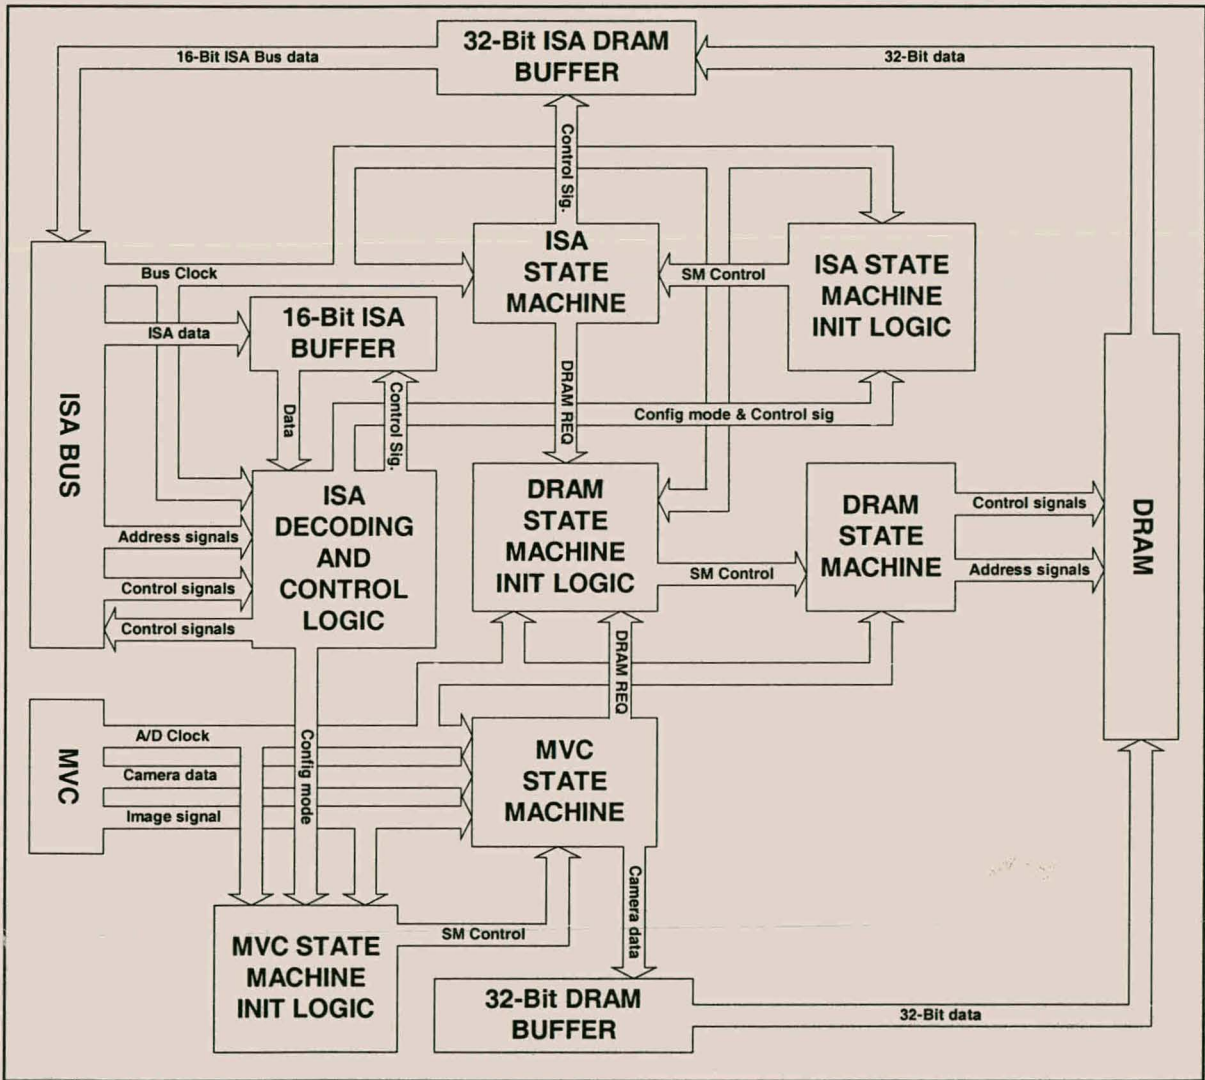 32-Bit ISA DRAM
BUFFER
16-Bit ISA Bus data
32-Bit data
Control Sig.
ISA
STATE
MACHINE
Bus Clock
SM Control
ISA STATE
MACHINE
INIT LOGIC
ISA data
16-Bit ISA
BUFFER
ISA BUS
Data
Control Sig.
DRAM REQ
Config mode & Control sig
ISA
DECODING
AND
CONTROL
LOGIC
DRAM
STATE
MACHINE
INIT LOGIC
DRAM
STATE
MACHINE
Control signals
DRAM
Address signals
SM Control
Address signals
Control signals
Control signals
DRAM REQ
MVC
A/D Clock
Camera data
Image signal
Config mode
MVC
STATE
MACHINE
Camera data
MVC STATE
MACHINE
INIT LOGIC
SM Control
32-Bit DRAM
BUFFER
32-Bit data